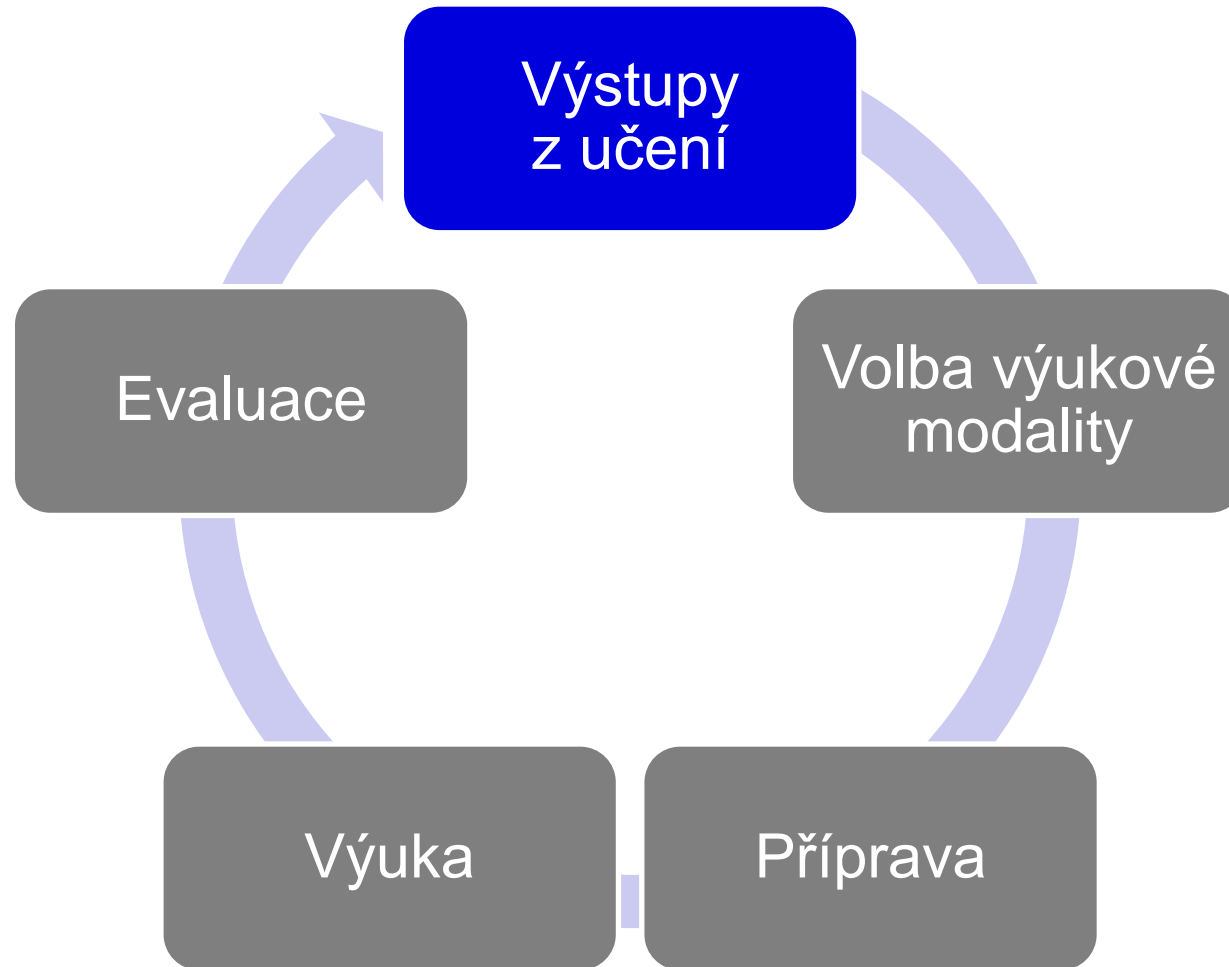 Výstupy
z učení
Volba výukové
modality
Příprava
Výuka
Evaluace